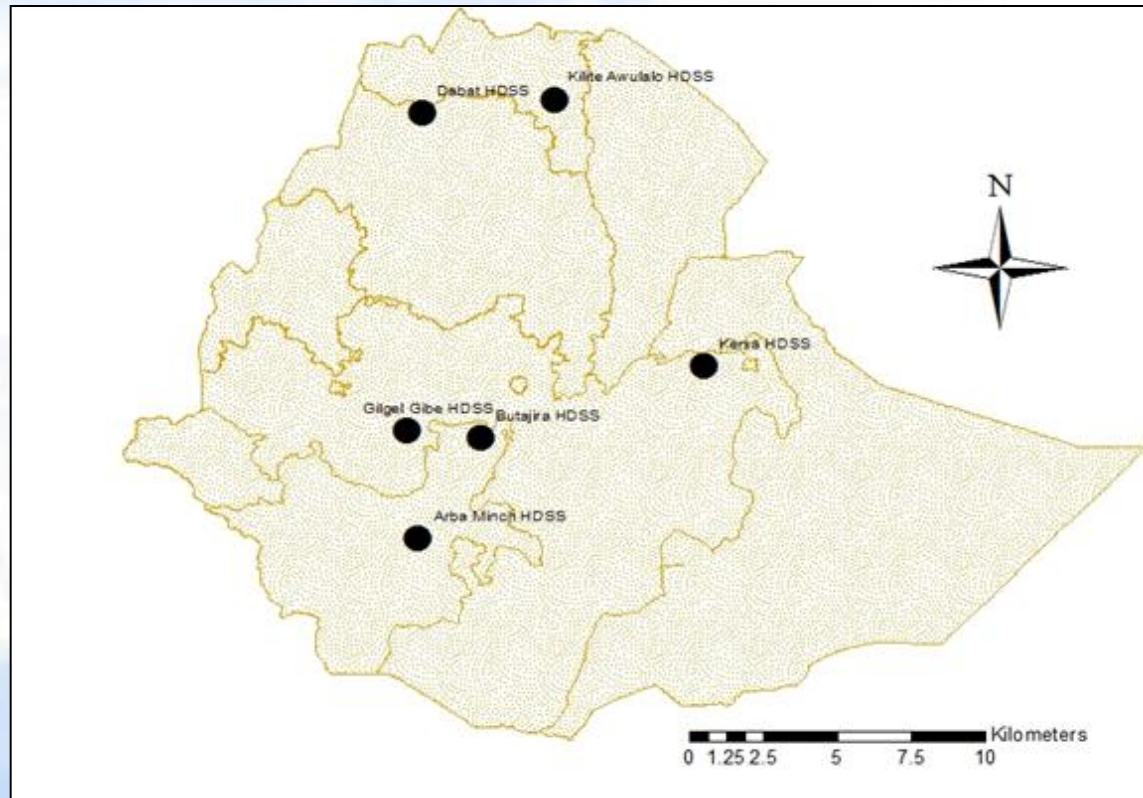 Kilite Awulalo HDSS
Dabat HDSS
N
Kersa HDSS
Gilgel Gibe HDSS
Butajira HDSS
Arba Minch HDSS
Kilometers
0 1.25 2.5 5 7.5 10